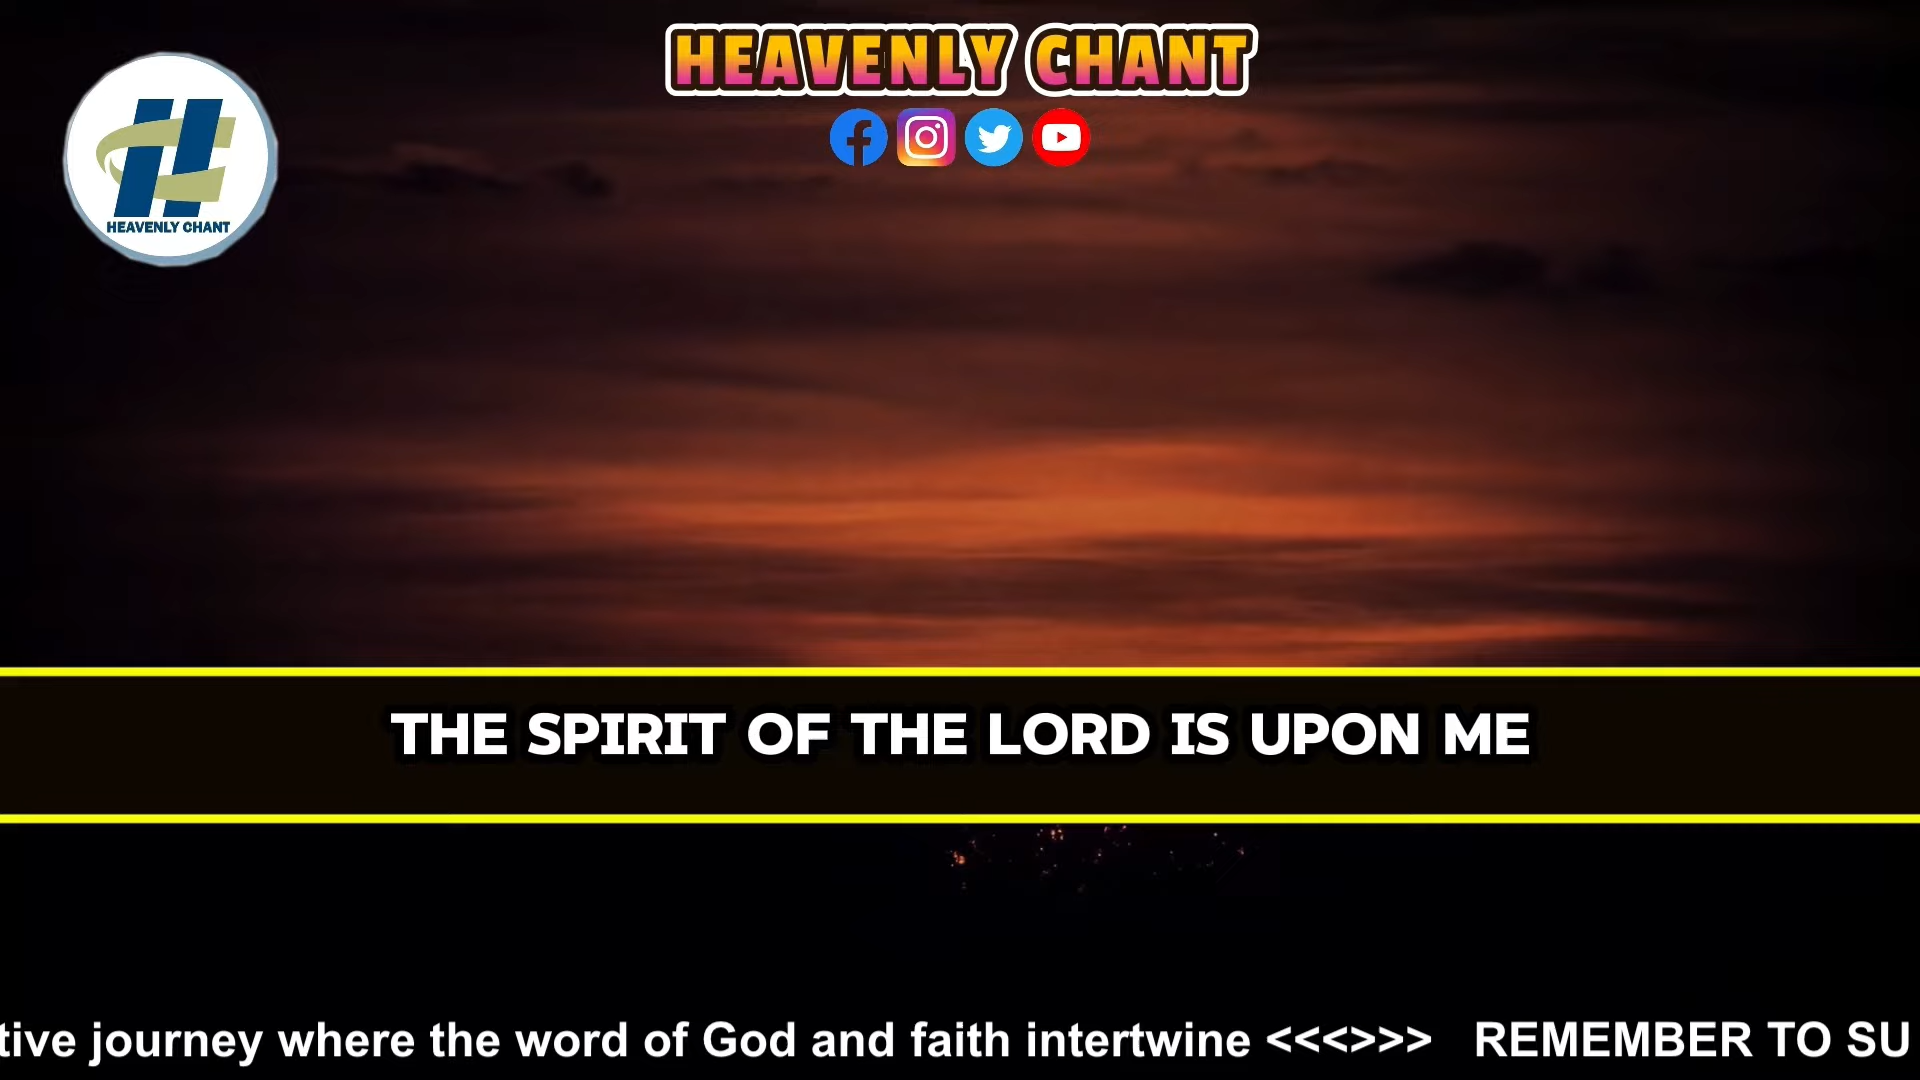 HEAVENLY CHANT
HEAVENLY CHANT
THE SPIRIT OF THE LORD IS UPON ME
tive journey where the word of God and faith intertwine <<<>>> REMEMBER TO SU